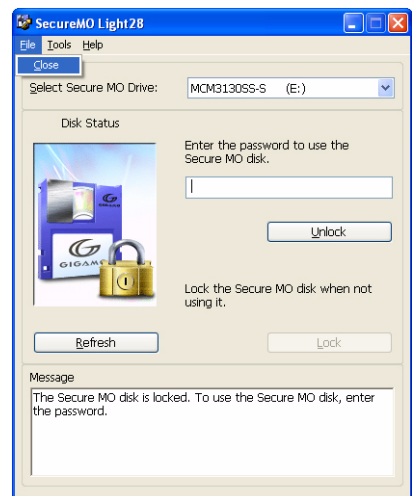 SecureMO Light28
File Tools Help
Close
Select Secure MO Drive: MCM3130SS-S (E:)
Disk Status
Enter the password to use the
Secure MO disk.
Unlock
GIGAMO
Lock the Secure MO disk when not
using it.
Refresh Lock
Message
The Secure MO disk is locked. To use the Secure MO disk, enter
the password.